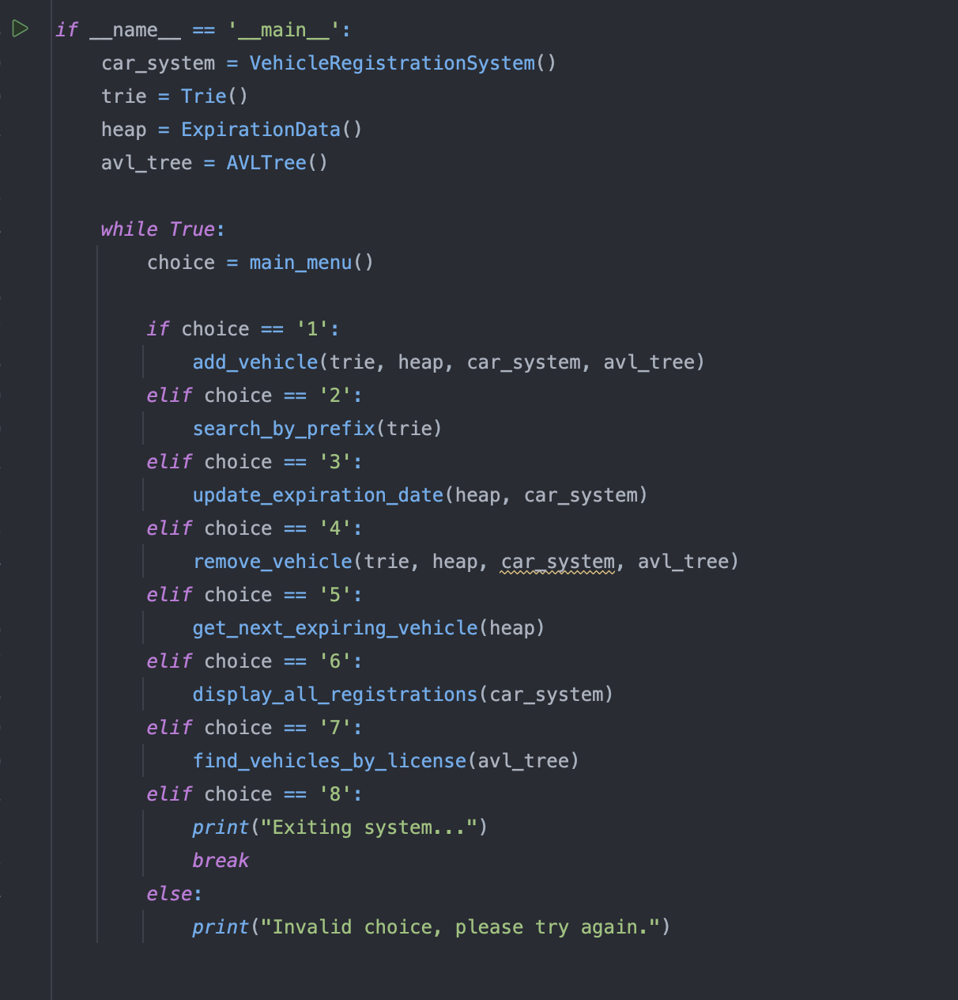 if __name__ == '__main__':
    car_system = VehicleRegistrationSystem()
    trie = Trie()
    heap = ExpirationData()
    avl_tree = AVLTree()

    while True:
        choice = main_menu()

        if choice == '1':
            add_vehicle(trie, heap, car_system, avl_tree)
        elif choice == '2':
            search_by_prefix(trie)
        elif choice == '3':
            update_expiration_date(heap, car_system)
        elif choice == '4':
            remove_vehicle(trie, heap, car_system, avl_tree)
        elif choice == '5':
            get_next_expiring_vehicle(heap)
        elif choice == '6':
            display_all_registrations(car_system)
        elif choice == '7':
            find_vehicles_by_license(avl_tree)
        elif choice == '8':
            print("Exiting system...")
            break
        else:
            print("Invalid choice, please try again.")